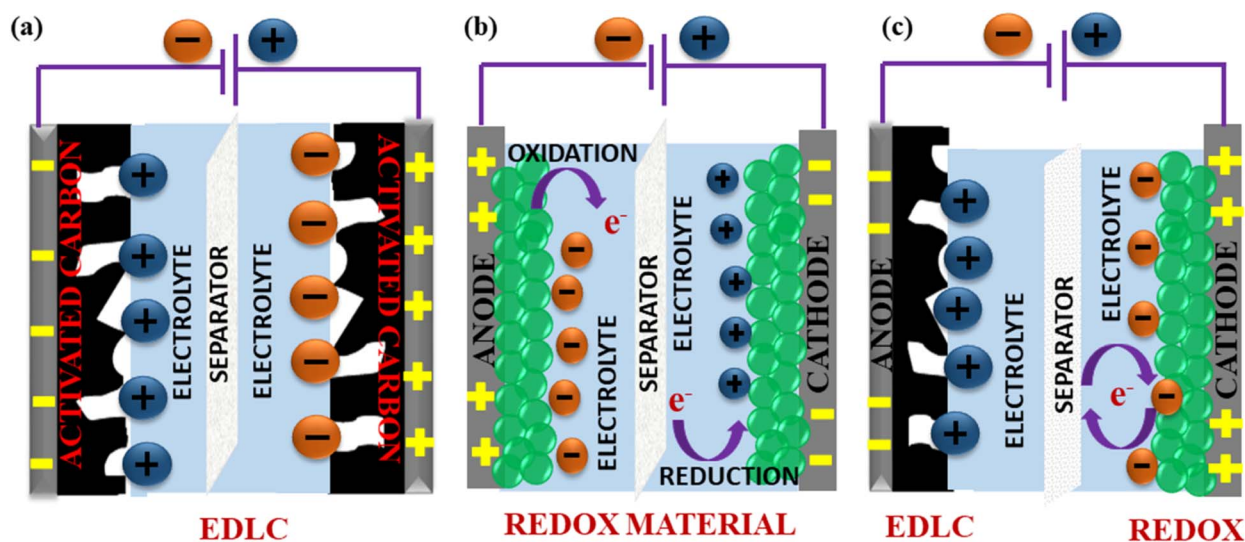 (a)
−
+
ACTIVATED CARBON
ELECTROLYTE
SEPARATOR
ELECTROLYTE
ACTIVATED CARBON
EDLC
(b)
−
+
ANODE
OXIDATION
e-
ELECTROLYTE
SEPARATOR
ELECTROLYTE
e-
REDUCTION
CATHODE
REDOX MATERIAL
(c)
−
+
ANODE
ELECTROLYTE
SEPARATOR
ELECTROLYTE
e-
CATHODE
EDLC
REDOX